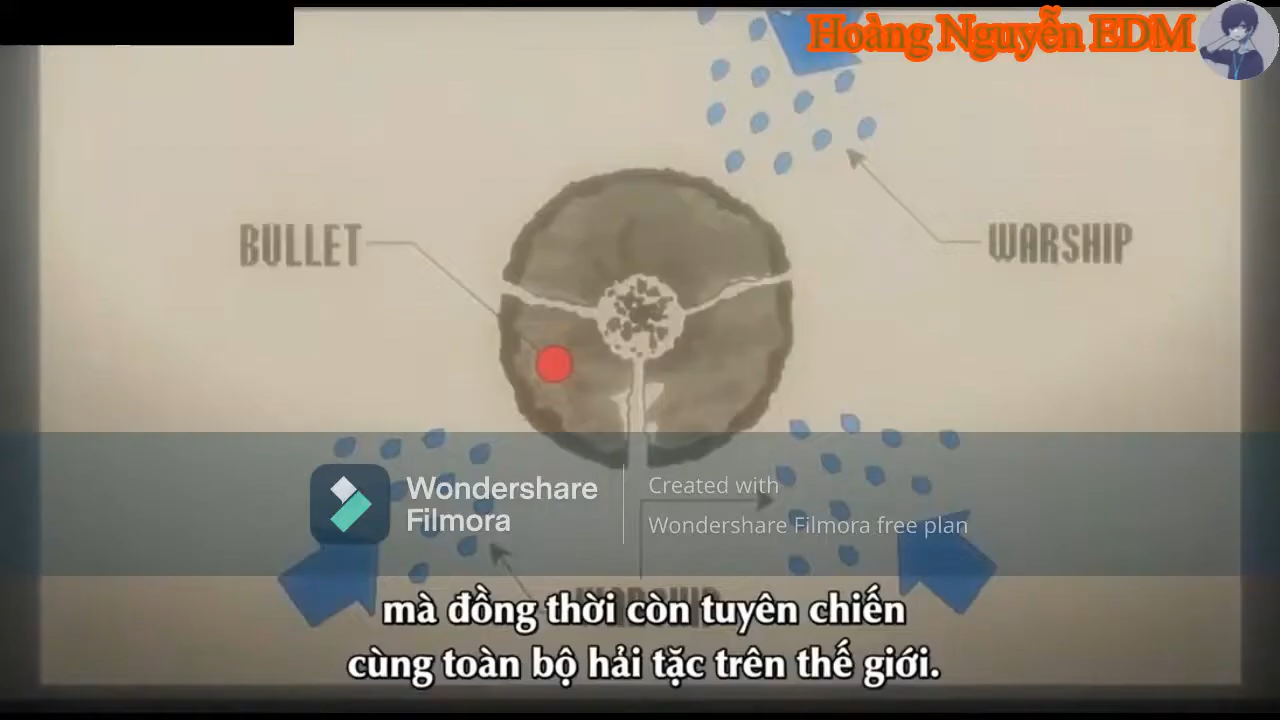 Hoàng Nguyễn EDM
BULLET
WARSHIP
Wondershare
Filmora
Created with
Wondershare Filmora free plan
WARSHIP
mà đồng thời còn tuyên chiến
cùng toàn bộ hải tặc trên thế giới.